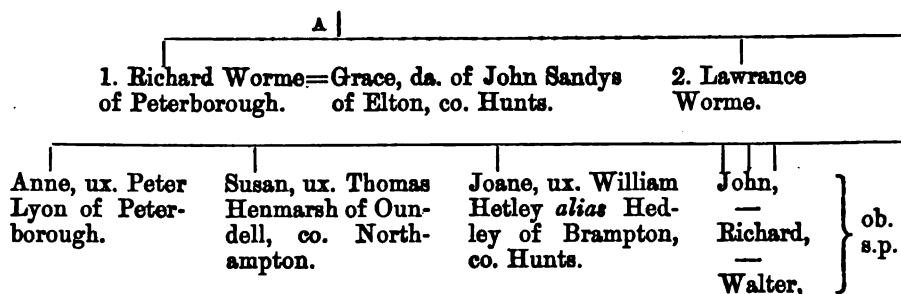 A
1. Richard Worme=Grace, da. of John Sandys
of Peterborough. of Elton, co. Hunts.
2. Lawrance
Worme.
Anne, ux. Peter
Lyon of Peter-
borough.
Susan, ux. Thomas
Henmarsh of Oun-
dell, co. North-
ampton.
Joane, ux. William
Hetley alias Hed-
ley of Brampton,
co. Hunts.
John,
—
Richard,
—
Walter,
ob.
s.p.